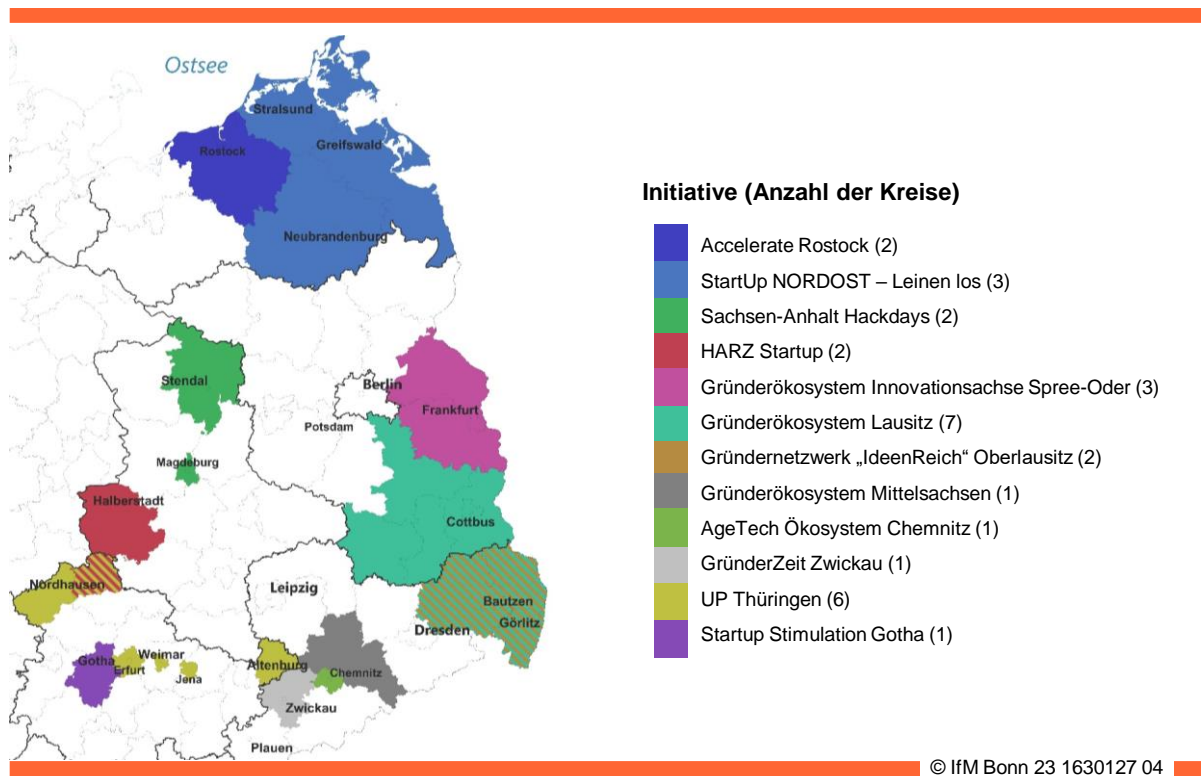 Ostsee
Stralsund
Greifswald
Rostock
Neubrandenburg
Stendal
Berlin
Frankfurt
Potsdam
Magdeburg
Halberstadt
Cottbus
Nordhausen
Leipzig
Bautzen
Görlitz
Dresden
Gotha
Weimar
Erfurt
Jena
Altenburg
Chemnitz
Zwickau
Plauen
Initiative (Anzahl der Kreise)
Accelerate Rostock (2)
StartUp NORDOST – Leinen los (3)
Sachsen-Anhalt Hackdays (2)
HARZ Startup (2)
Gründerökosystem Innovationsachse Spree-Oder (3)
Gründerökosystem Lausitz (7)
Gründernetzwerk „IdeenReich“ Oberlausitz (2)
Gründerökosystem Mittelsachsen (1)
AgeTech Ökosystem Chemnitz (1)
GründerZeit Zwickau (1)
UP Thüringen (6)
Startup Stimulation Gotha (1)
© IfM Bonn 23 1630127 04